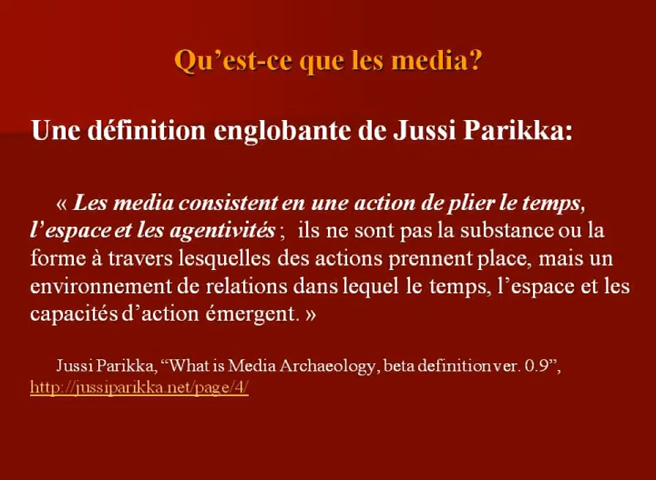 Qu’est-ce que les media?
Une définition englobante de Jussi Parikka:
« Les media consistent en une action de plier le temps,
l’espace et les agentivités ; ils ne sont pas la substance ou la
forme à travers lesquelles des actions prennent place, mais un
environnement de relations dans lequel le temps, l’espace et les
capacités d’action émergent. »
Jussi Parikka, “What is Media Archaeology, beta definition ver. 0.9”,
http://jussiparikka.net/page/4/